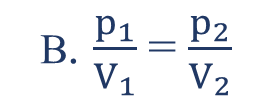 B. p₁/V₁ = p₂/V₂